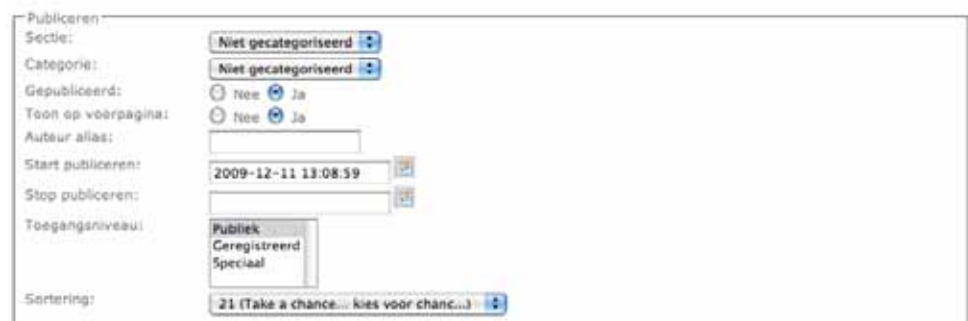 Publiceren
Sectie: Niet gecategoriseerd
Categorie: Niet gecategoriseerd
Gepubliceerd: Nee Ja
Toon op voorpagina: Nee Ja
Auteur alias:
Start publiceren: 2009-12-11 13:08:59
Stop publiceren:
Toegangsniveau: Publiek
Geregistreerd
Speciaal
Sortering: 21 (Take a chance... kies voor chanc...)